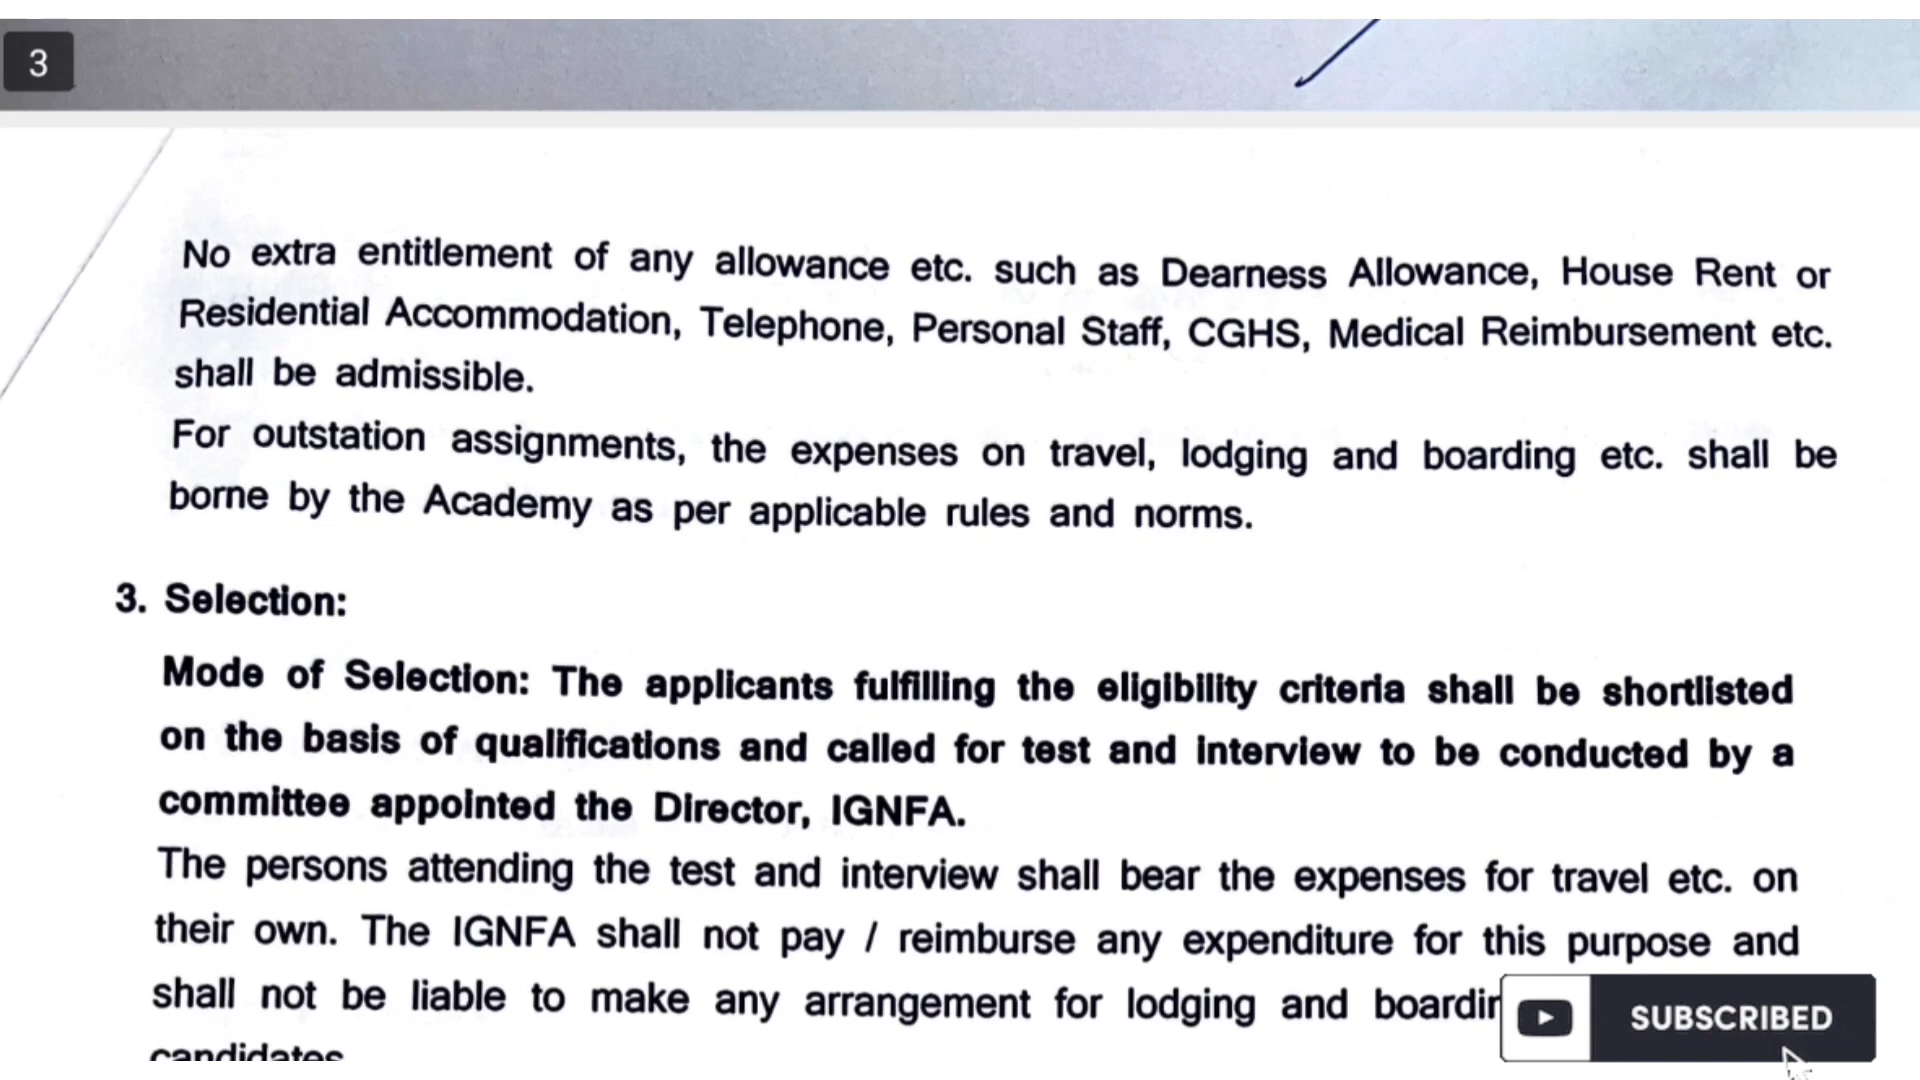 3
No extra entitlement of any allowance etc. such as Dearness Allowance, House Rent or
Residential Accommodation, Telephone, Personal Staff, CGHS, Medical Reimbursement etc.
shall be admissible.
For outstation assignments, the expenses on travel, lodging and boarding etc. shall be
borne by the Academy as per applicable rules and norms.
3. Selection:
Mode of Selection: The applicants fulfilling the eligibility criteria shall be shortlisted
on the basis of qualifications and called for test and interview to be conducted by a
committee appointed the Director, IGNFA.
The persons attending the test and interview shall bear the expenses for travel etc. on
their own. The IGNFA shall not pay / reimburse any expenditure for this purpose and
shall not be liable to make any arrangement for lodging and
candidates
SUBSCRIBED